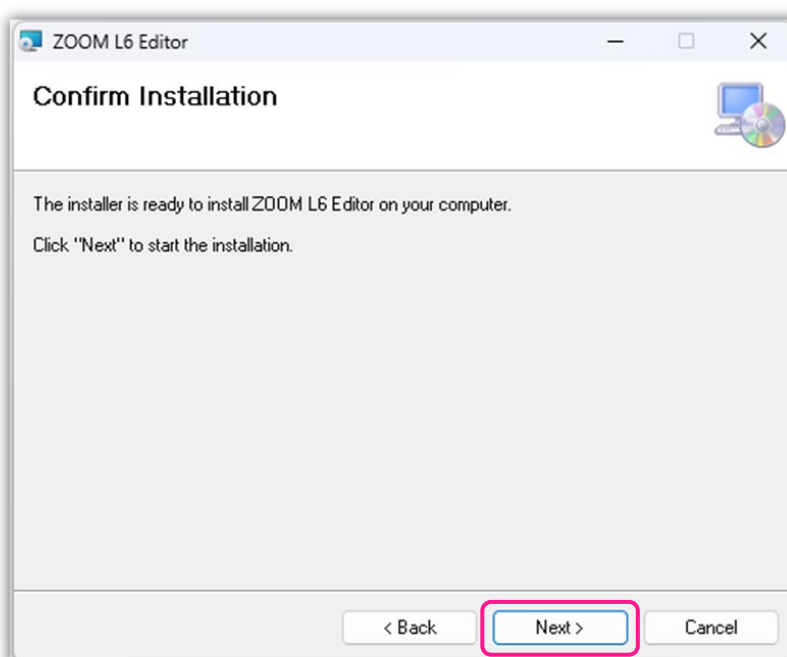 ZOOM L6 Editor
Confirm Installation
The installer is ready to install ZOOM L6 Editor on your computer.
Click "Next" to start the installation.
< Back
Next >
Cancel